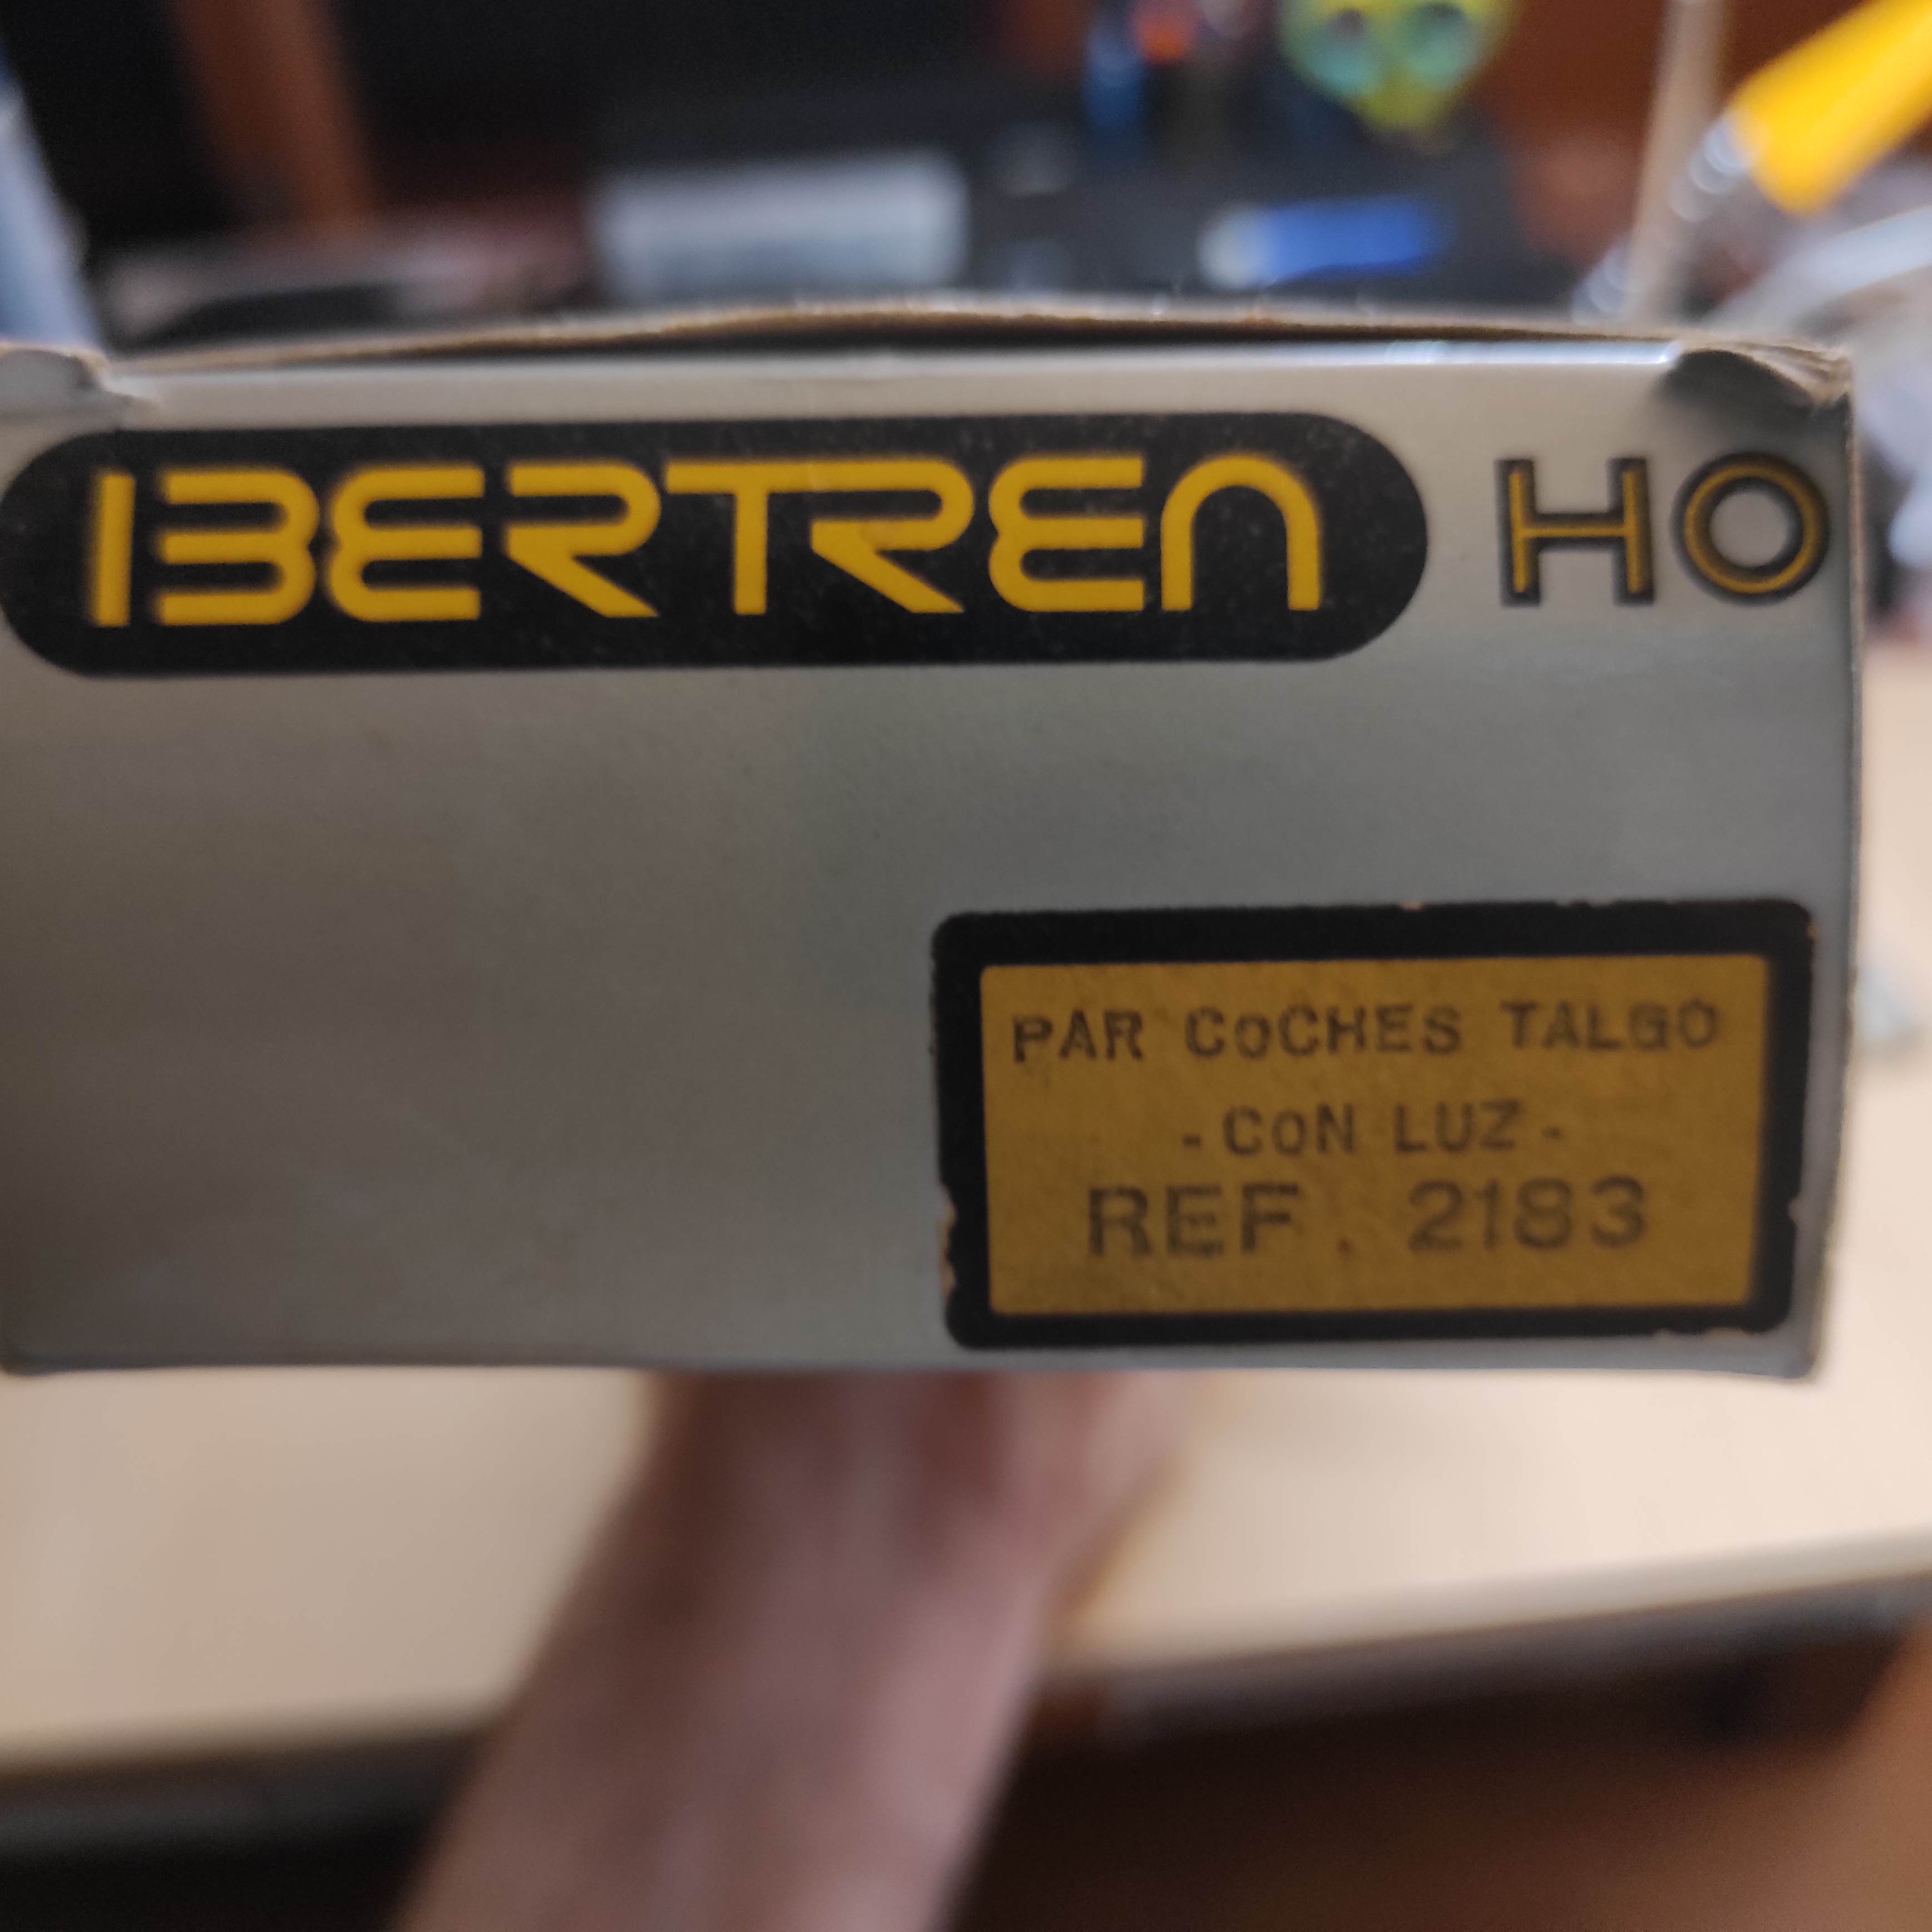 IBERTREN HO
PAR COCHES TALGO
- CON LUZ -
REF. 2183